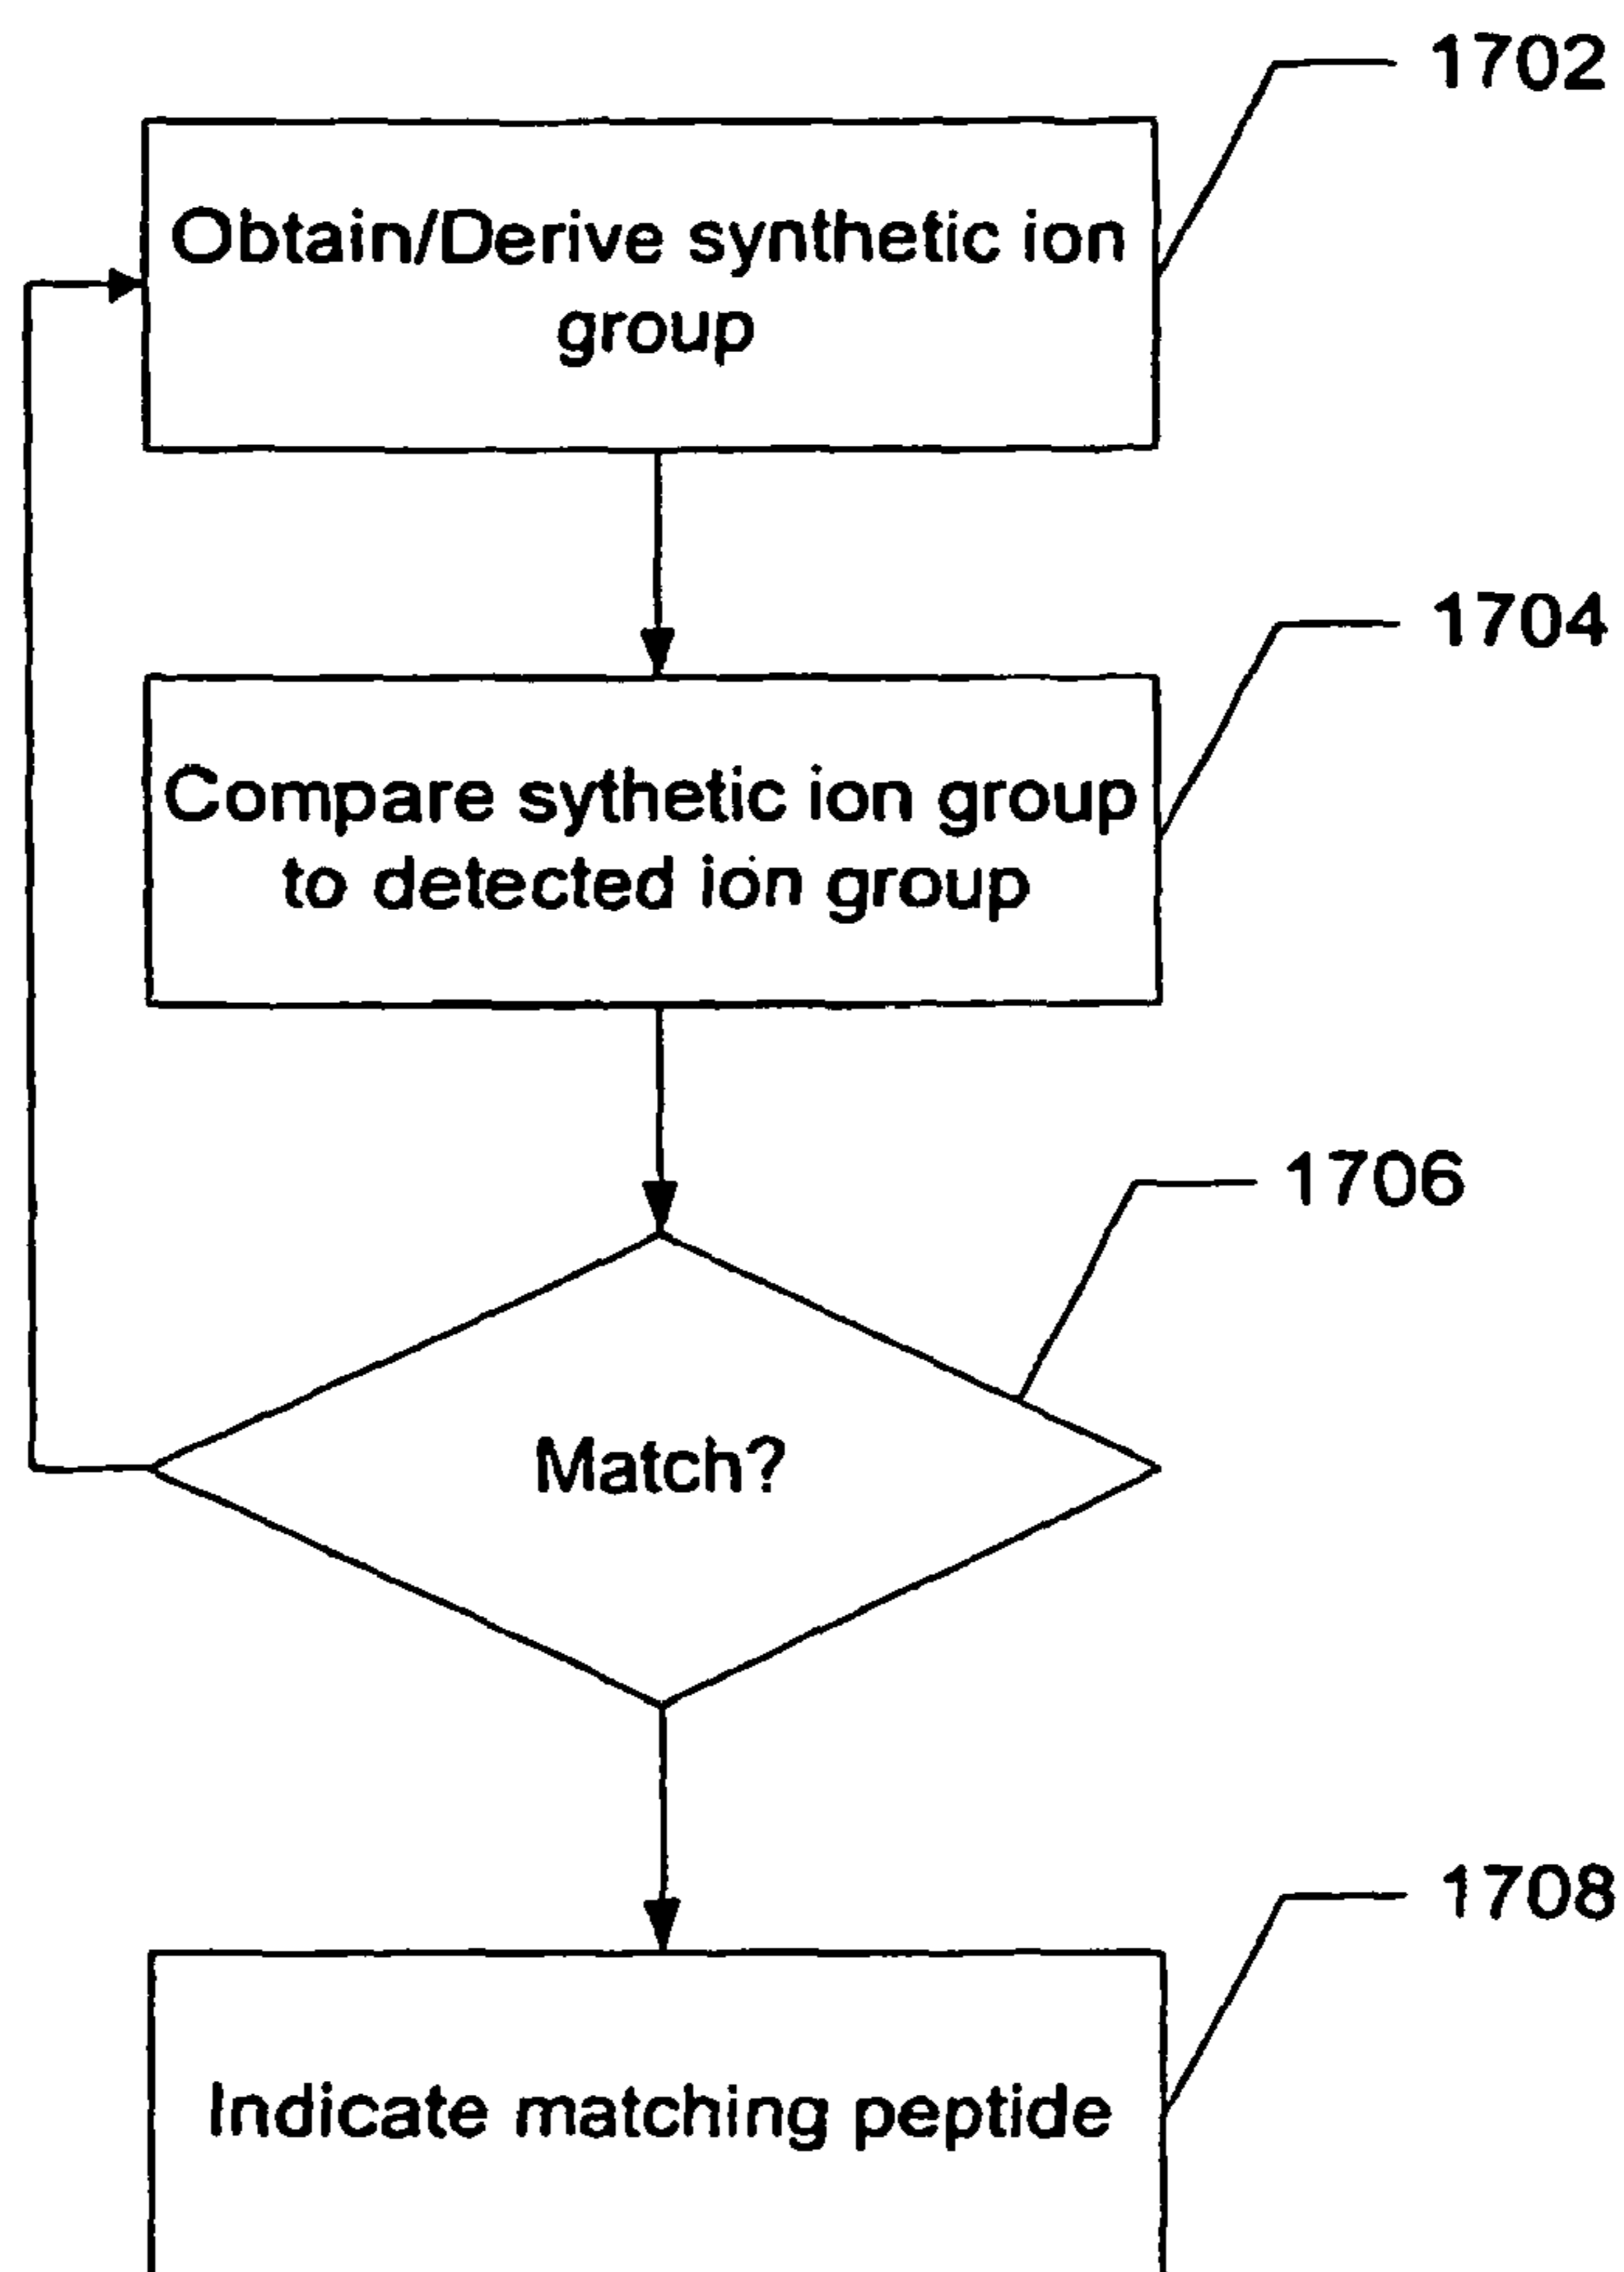 1702
Obtain/Derive synthetic ion
group
1704
Compare sythetic ion group
to detected ion group
1706
Match?
1708
Indicate matching peptide